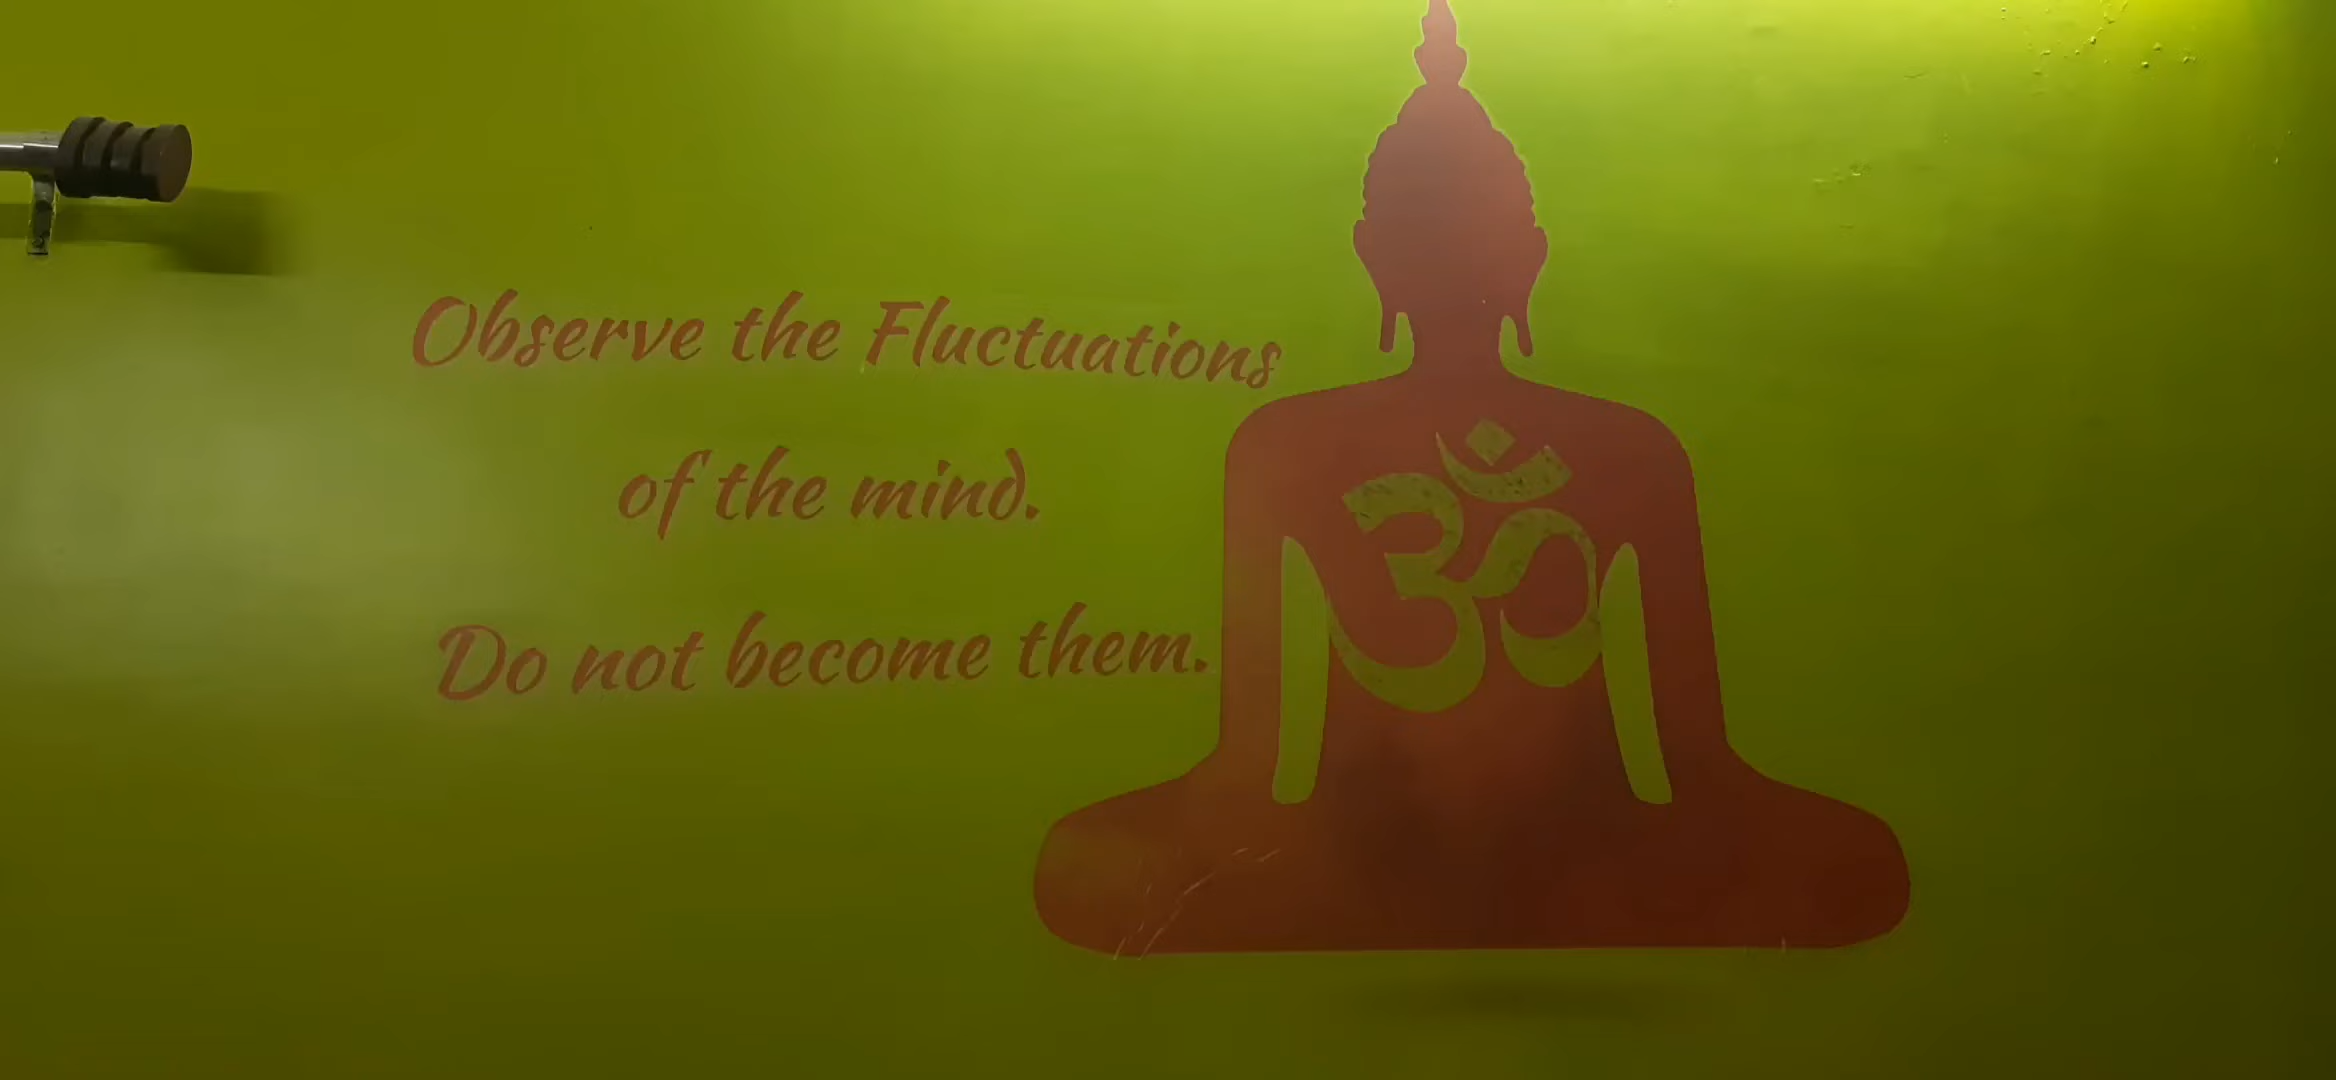 Observe the Fluctuations
of the mind.
Do not become them.
ॐ